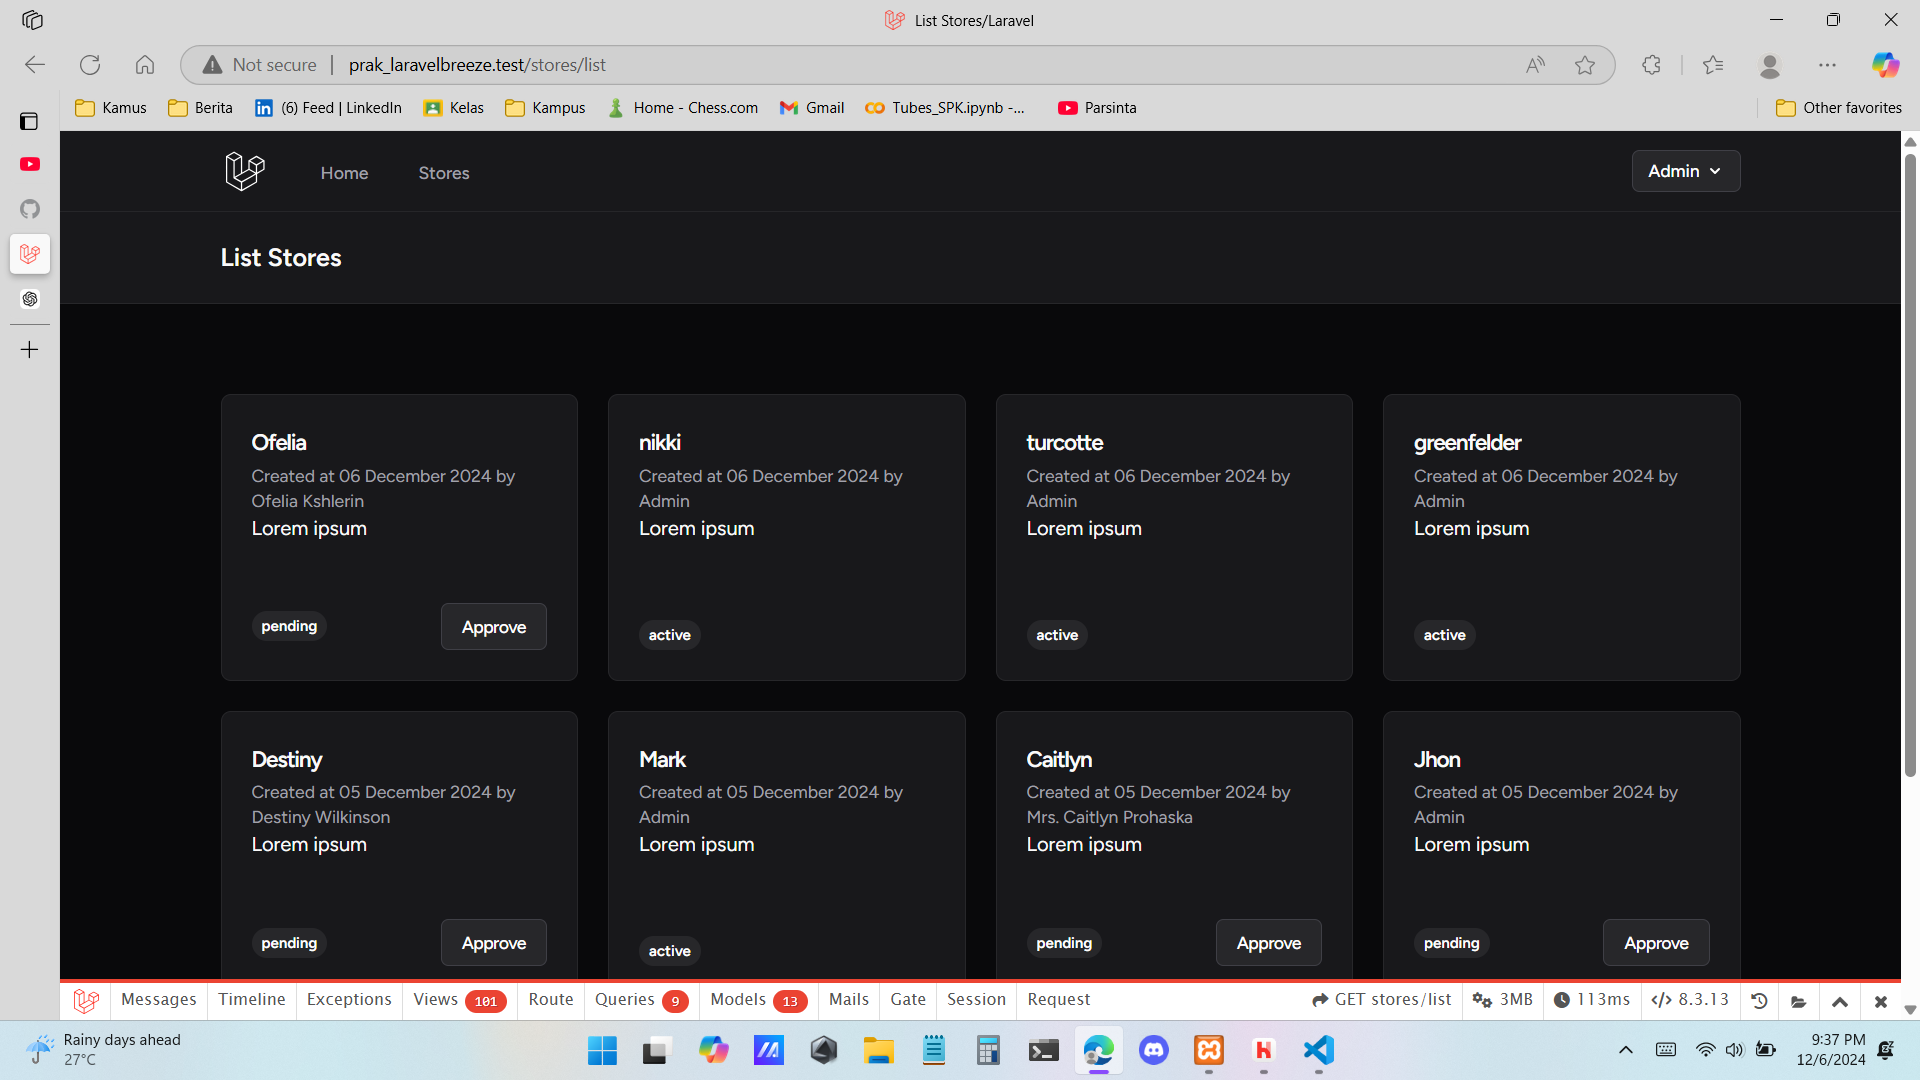 List Stores/Laravel
Not secure
prak_laravelbreeze.test/stores/list
Kamus
Berita
(6) Feed | LinkedIn
Kelas
Kampus
Home - Chess.com
Gmail
Tubes_SPK.ipynb -...
Parsinta
Other favorites
Home
Stores
Admin
List Stores
Ofelia
Created at 06 December 2024 by
Ofelia Kshlerin
Lorem ipsum
pending
Approve
nikki
Created at 06 December 2024 by
Admin
Lorem ipsum
active
turcotte
Created at 06 December 2024 by
Admin
Lorem ipsum
active
greenfelder
Created at 06 December 2024 by
Admin
Lorem ipsum
active
Destiny
Created at 05 December 2024 by
Destiny Wilkinson
Lorem ipsum
pending
Approve
Mark
Created at 05 December 2024 by
Admin
Lorem ipsum
active
Caitlyn
Created at 05 December 2024 by
Mrs. Caitlyn Prohaska
Lorem ipsum
pending
Approve
Jhon
Created at 05 December 2024 by
Admin
Lorem ipsum
pending
Approve
Messages
Timeline
Exceptions
Views 101
Route
Queries 9
Models 13
Mails
Gate
Session
Request
GET stores/list
3MB
113ms
8.3.13
Rainy days ahead
27°C
9:37 PM
12/6/2024